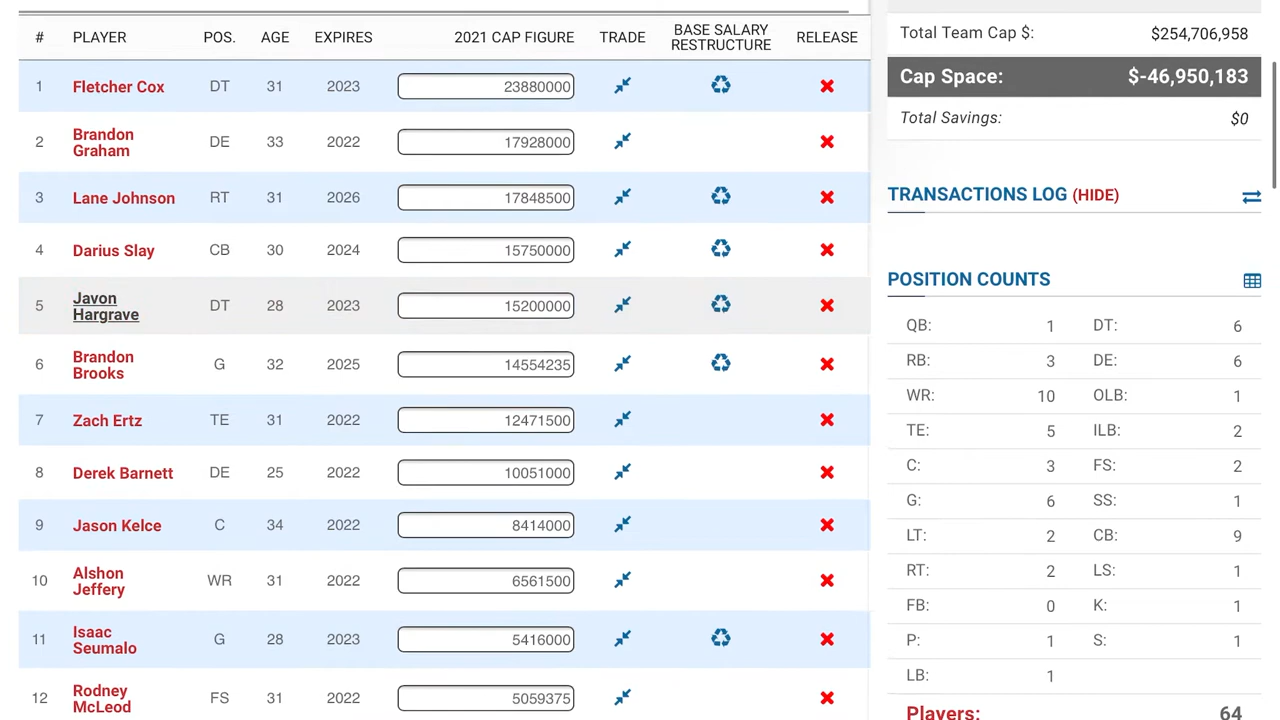 # PLAYER POS. AGE EXPIRES 2021 CAP FIGURE TRADE BASE SALARY RESTRUCTURE RELEASE
1 Fletcher Cox DT 31 2023 23880000
2 Brandon Graham DE 33 2022 17928000
3 Lane Johnson RT 31 2026 17848500
4 Darius Slay CB 30 2024 15750000
5 Javon Hargrave DT 28 2023 15200000
6 Brandon Brooks G 32 2025 14554235
7 Zach Ertz TE 31 2022 12471500
8 Derek Barnett DE 25 2022 10051000
9 Jason Kelce C 34 2022 8414000
10 Alshon Jeffery WR 31 2022 6561500
11 Isaac Seumalo G 28 2023 5416000
12 Rodney McLeod FS 31 2022 5059375
Total Team Cap $: $254,706,958
Cap Space: $-46,950,183
Total Savings: $0
TRANSACTIONS LOG (HIDE)
POSITION COUNTS
QB: 1 DT: 6
RB: 3 DE: 6
WR: 10 OLB: 1
TE: 5 ILB: 2
C: 3 FS: 2
G: 6 SS: 1
LT: 2 CB: 9
RT: 2 LS: 1
FB: 0 K: 1
P: 1 S: 1
LB: 1
Players: 64